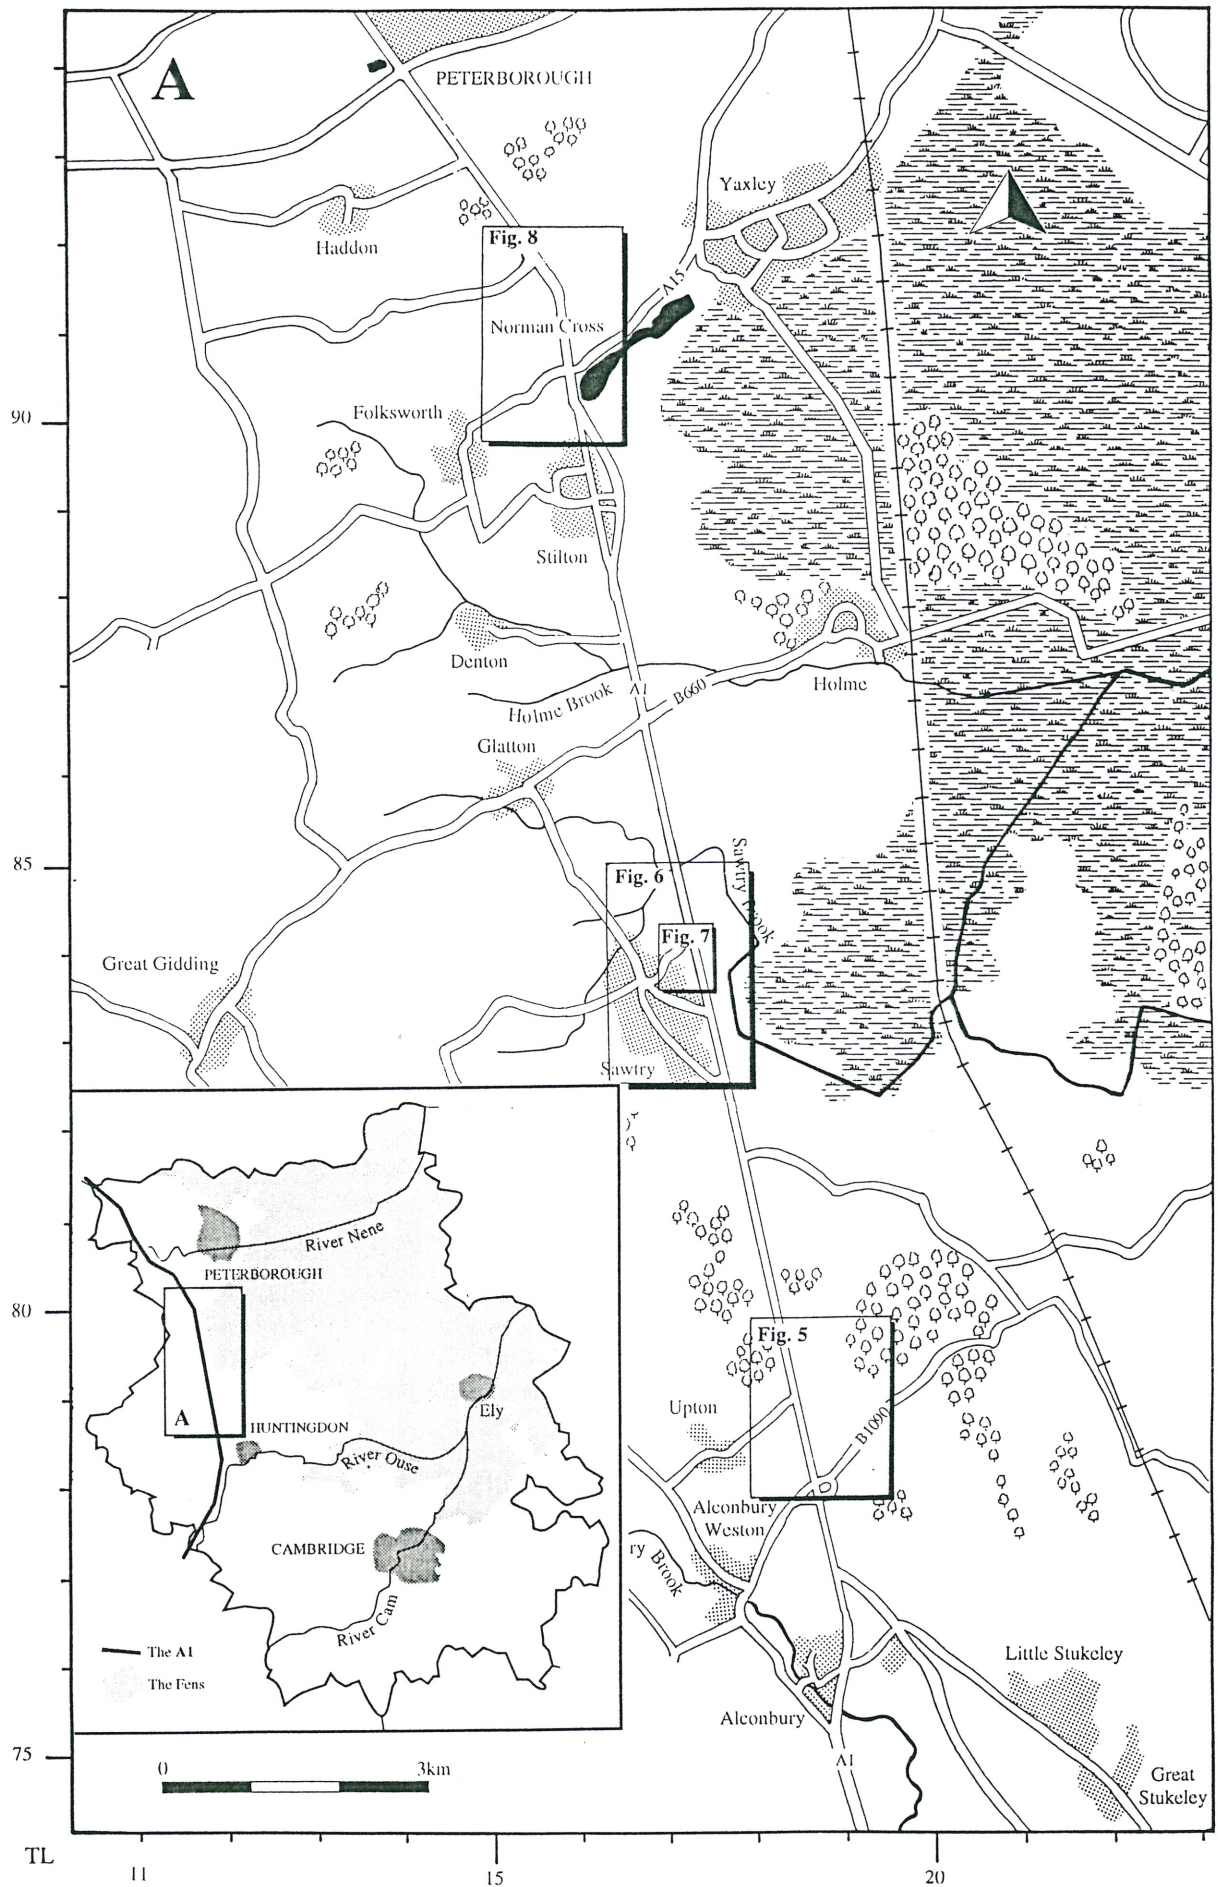 A
PETERBOROUGH
Yaxley
Haddon
Fig. 8
A15
Norman Cross
90
Folksworth
Stilton
Denton
Holme
Holme Brook
A1
B660
Glatton
85
Fig. 6
Sawtry Brook
Fig. 7
Great Gidding
Sawtry
River Nene
PETERBOROUGH
80
Fig. 5
A
HUNTINGDON
Ely
River Ouse
Upton
B1090
Alconbury
Weston
CAMBRIDGE
ry Brook
River Cam
The A1
The Fens
Little Stukeley
Alconbury
75
A1
0 3km
Great
Stukeley
TL
11 15 20